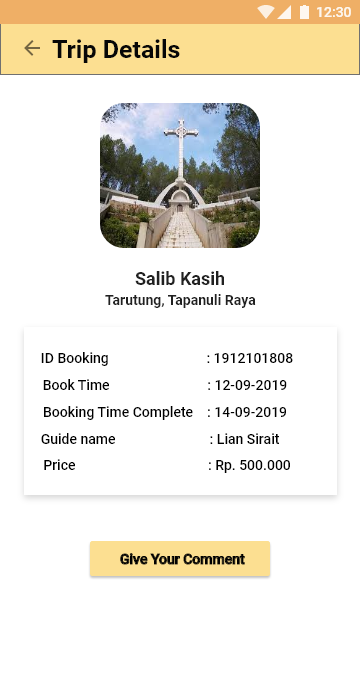 12:30
Trip Details
Salib Kasih
Tarutung, Tapanuli Raya
ID Booking : 1912101808
Book Time : 12-09-2019
Booking Time Complete : 14-09-2019
Guide name : Lian Sirait
Price : Rp. 500.000
Give Your Comment